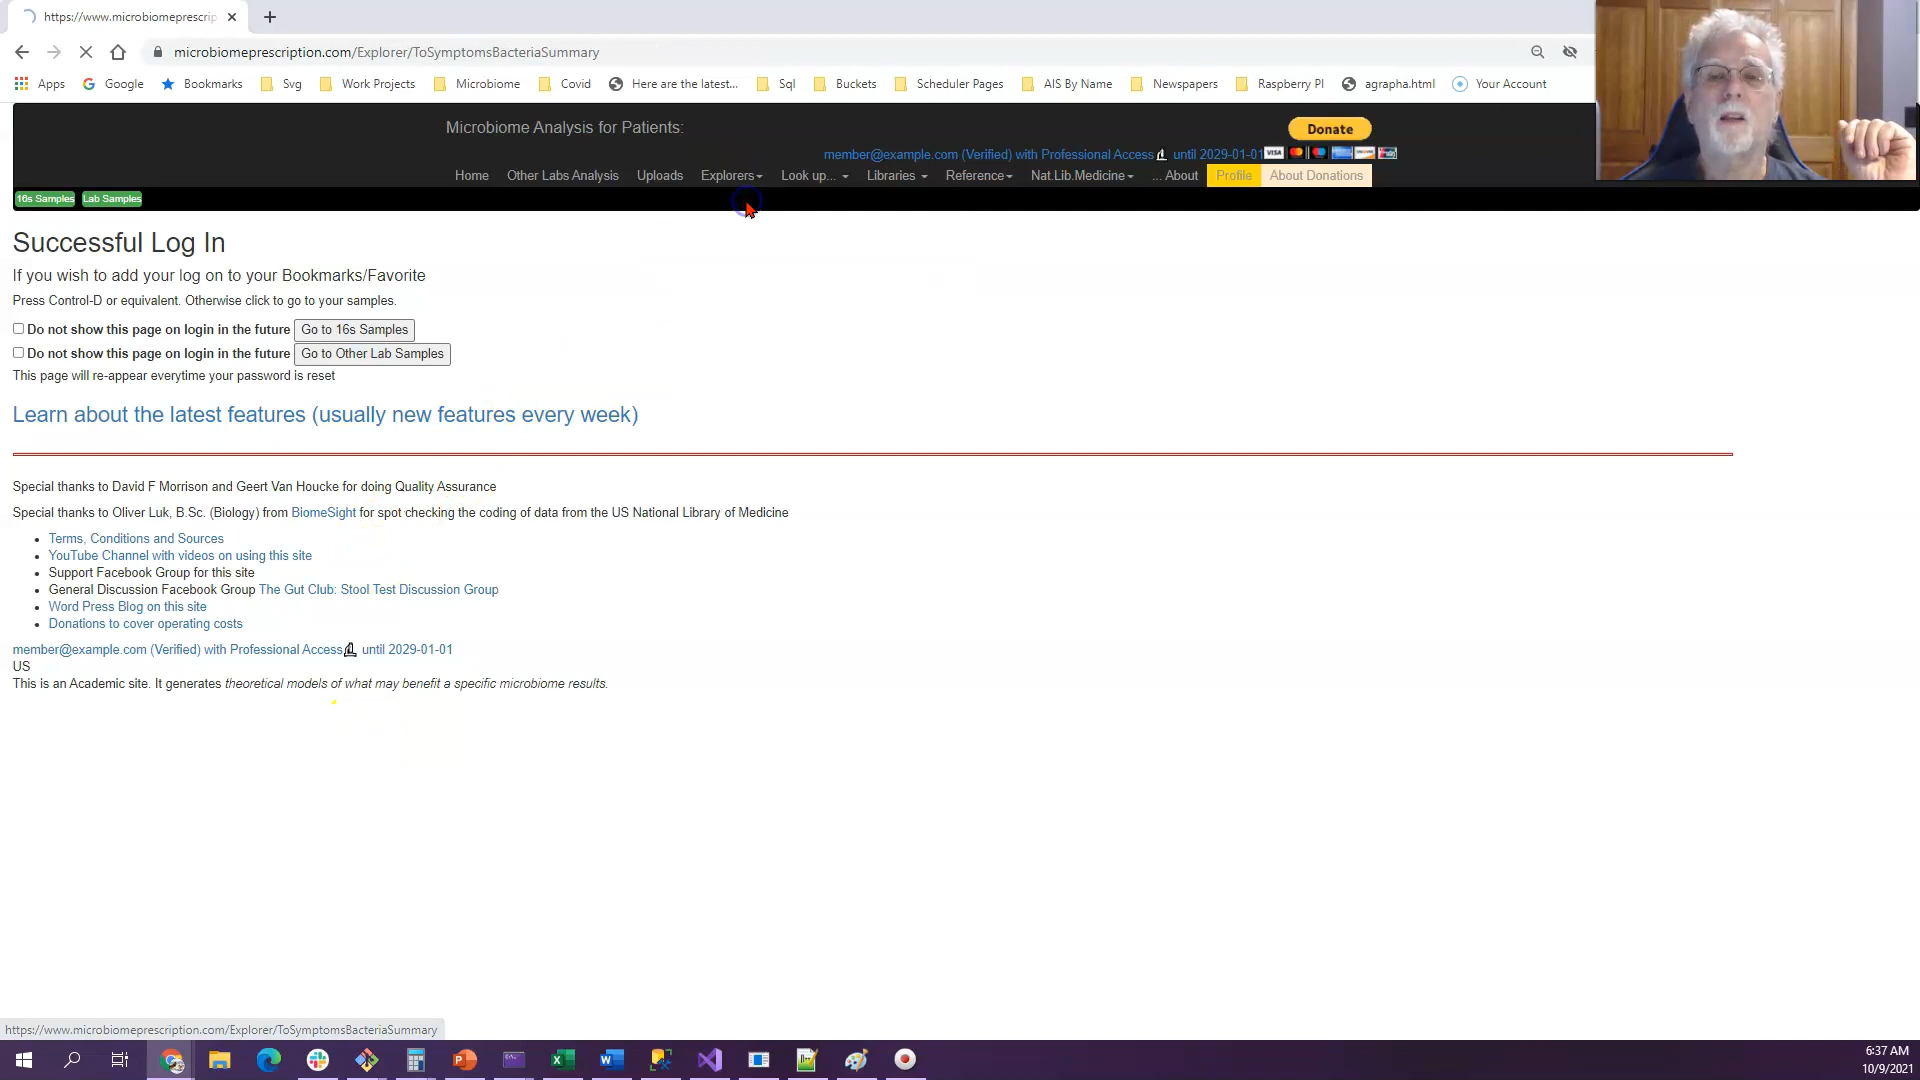 https://www.microbiomeprescrip
microbiomeprescription.com/Explorer/ToSymptomsBacteriaSummary
Apps Google Bookmarks Svg Work Projects Microbiome Covid Here are the latest... Sql Buckets Scheduler Pages AIS By Name Newspapers Raspberry PI agrapha.html Your Account
Microbiome Analysis for Patients:
Donate
member@example.com (Verified) with Professional Access until 2029-01-01 VISA
Home Other Labs Analysis Uploads Explorers Look up... Libraries Reference Nat.Lib.Medicine ... About Profile About Donations
16s Samples Lab Samples
Successful Log In
If you wish to add your log on to your Bookmarks/Favorite
Press Control-D or equivalent. Otherwise click to go to your samples.
Do not show this page on login in the future Go to 16s Samples
Do not show this page on login in the future Go to Other Lab Samples
This page will re-appear everytime your password is reset
Learn about the latest features (usually new features every week)
Special thanks to David F Morrison and Geert Van Houcke for doing Quality Assurance
Special thanks to Oliver Luk, B.Sc. (Biology) from BiomeSight for spot checking the coding of data from the US National Library of Medicine
Terms, Conditions and Sources
YouTube Channel with videos on using this site
Support Facebook Group for this site
General Discussion Facebook Group The Gut Club: Stool Test Discussion Group
Word Press Blog on this site
Donations to cover operating costs
member@example.com (Verified) with Professional Access until 2029-01-01
US
This is an Academic site. It generates theoretical models of what may benefit a specific microbiome results.
https://www.microbiomeprescription.com/Explorer/ToSymptomsBacteriaSummary
6:37 AM
10/9/2021